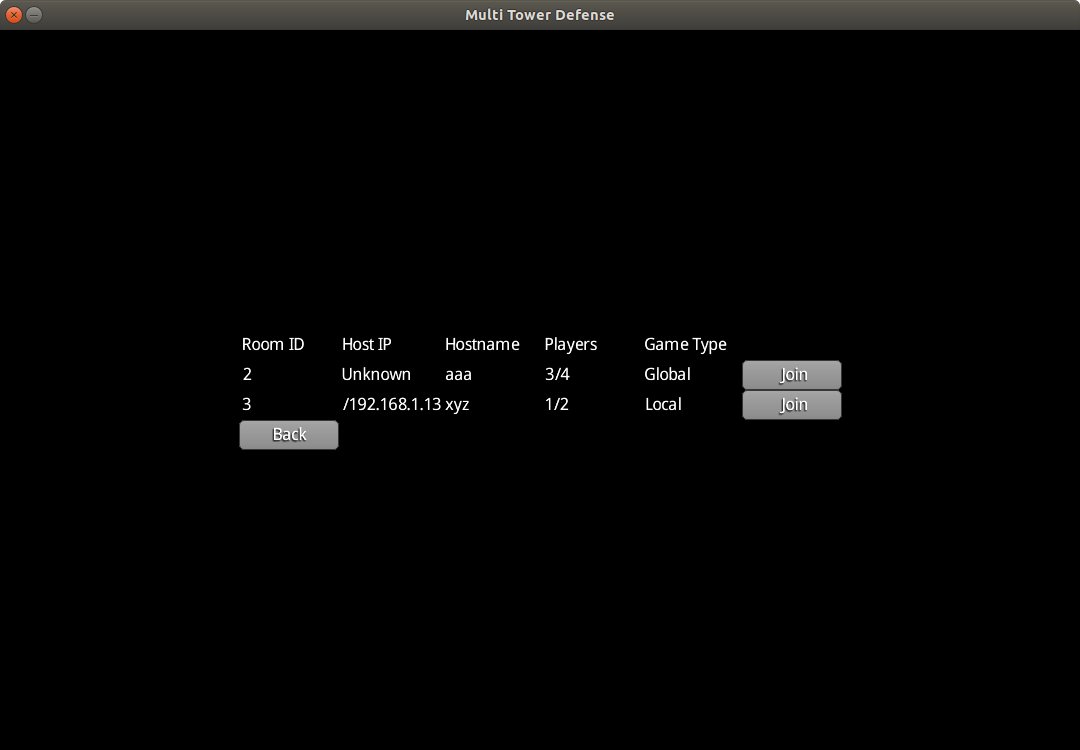 Multi Tower Defense
Room ID Host IP Hostname Players Game Type
2 Unknown aaa 3/4 Global Join
3 /192.168.1.13 xyz 1/2 Local Join
Back